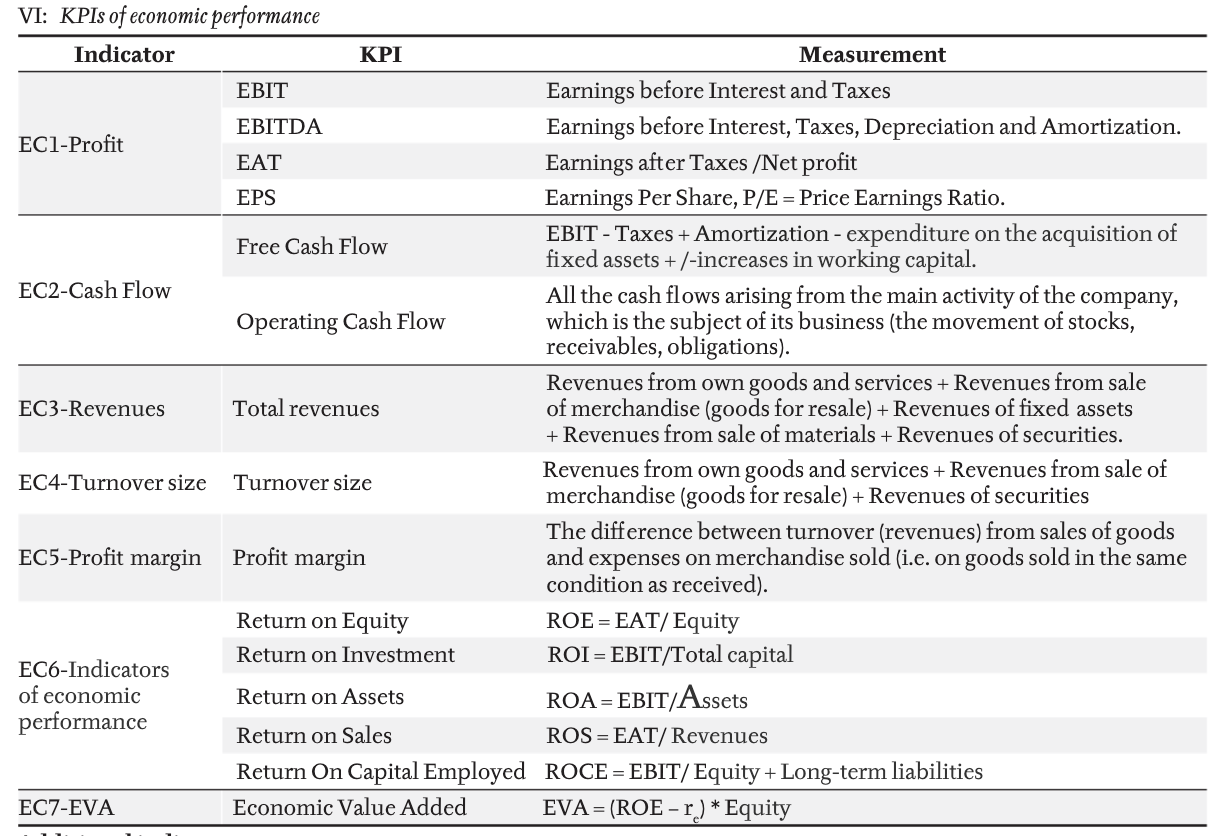 VI: KPIs of economic performance
Indicator KPI Measurement
EC1-Profit
EBIT Earnings before Interest and Taxes
EBITDA Earnings before Interest, Taxes, Depreciation and Amortization.
EAT Earnings after Taxes /Net profit
EPS Earnings Per Share, P/E = Price Earnings Ratio.
EC2-Cash Flow
Free Cash Flow
EBIT - Taxes + Amortization - expenditure on the acquisition of
fixed assets +/-increases in working capital.
Operating Cash Flow
All the cash flows arising from the main activity of the company,
which is the subject of its business (the movement of stocks,
receivables, obligations).
EC3-Revenues
Total revenues
Revenues from own goods and services + Revenues from sale
of merchandise (goods for resale) + Revenues of fixed assets
+ Revenues from sale of materials + Revenues of securities.
EC4-Turnover size
Turnover size
Revenues from own goods and services + Revenues from sale of
merchandise (goods for resale) + Revenues of securities
EC5-Profit margin
Profit margin
The difference between turnover (revenues) from sales of goods
and expenses on merchandise sold (i.e. on goods sold in the same
condition as received).
EC6-Indicators
of economic
performance
Return on Equity ROE = EAT/ Equity
Return on Investment ROI = EBIT/Total capital
Return on Assets ROA = EBIT/Assets
Return on Sales ROS = EAT/ Revenues
Return On Capital Employed ROCE = EBIT/ Equity + Long-term liabilities
EC7-EVA Economic Value Added EVA = (ROE – re) * Equity